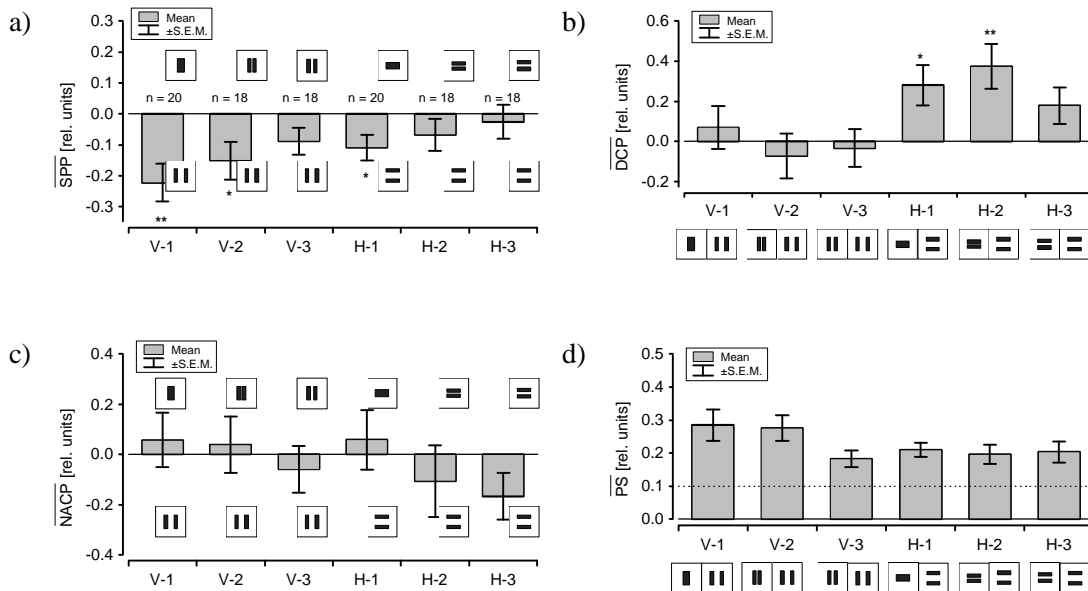 a)
SPP [rel. units]
0.3
0.2
0.1
0.0
-0.1
-0.2
-0.3
Mean
±S.E.M.
n = 20 n = 18 n = 18 n = 20 n = 18 n = 18
** * *
V-1 V-2 V-3 H-1 H-2 H-3
b)
DCP [rel. units]
0.6
0.4
0.2
0.0
-0.2
Mean
±S.E.M.
* **
V-1 V-2 V-3 H-1 H-2 H-3
c)
NACP [rel. units]
0.4
0.2
0.0
-0.2
-0.4
Mean
±S.E.M.
V-1 V-2 V-3 H-1 H-2 H-3
d)
PS [rel. units]
0.5
0.4
0.3
0.2
0.1
0.0
Mean
±S.E.M.
V-1 V-2 V-3 H-1 H-2 H-3